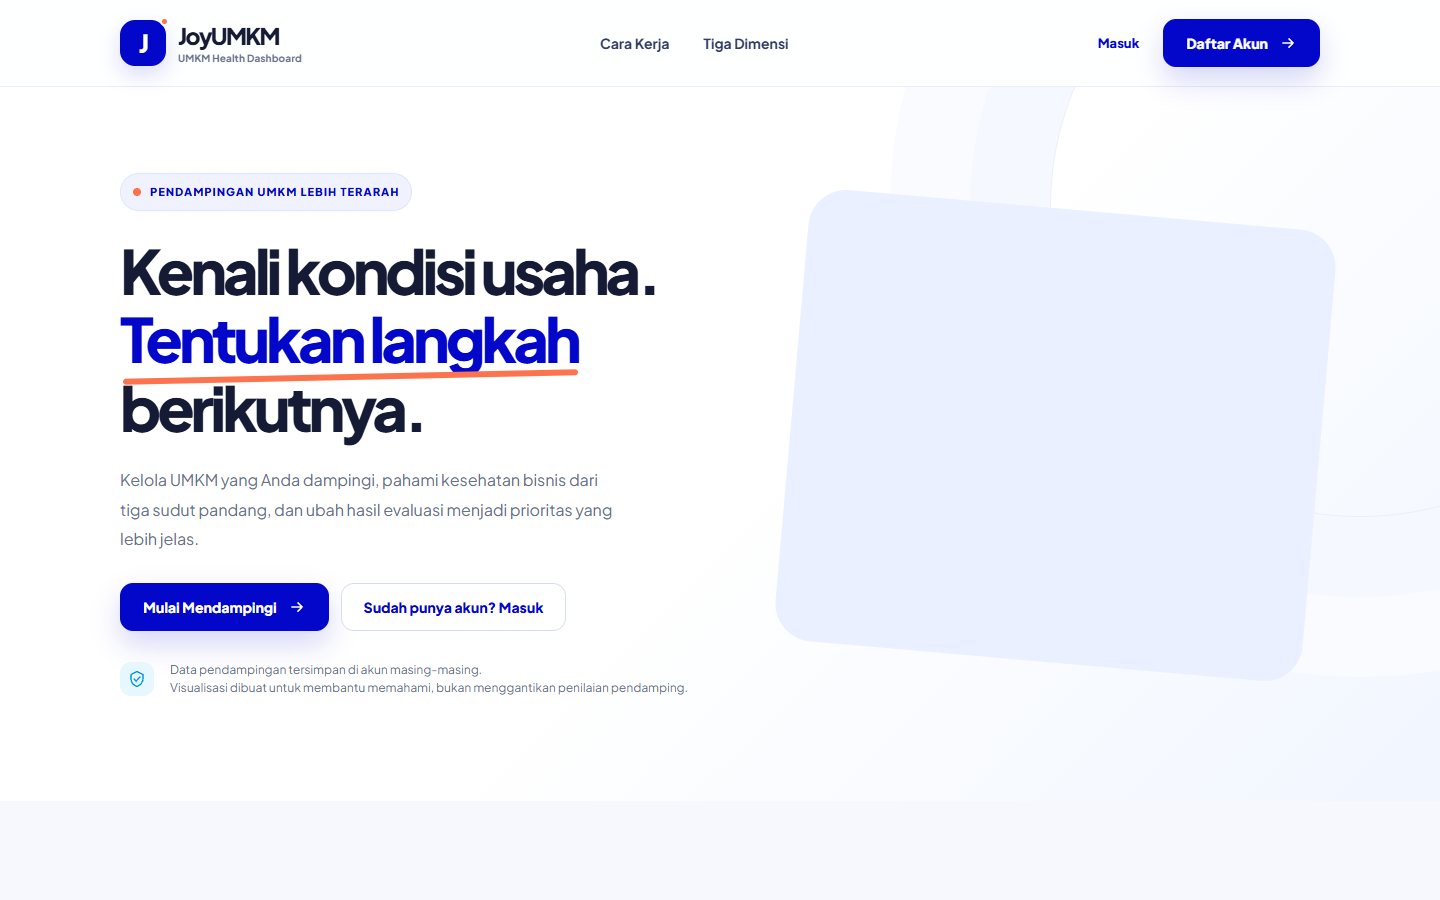 J
JoyUMKM
UMKM Health Dashboard
Cara Kerja
Tiga Dimensi
Masuk
Daftar Akun
PENDAMPINGAN UMKM LEBIH TERARAH
Kenali kondisi usaha.
Tentukan langkah
berikutnya.
Kelola UMKM yang Anda dampingi, pahami kesehatan bisnis dari
tiga sudut pandang, dan ubah hasil evaluasi menjadi prioritas yang
lebih jelas.
Mulai Mendampingi
Sudah punya akun? Masuk
Data pendampingan tersimpan di akun masing-masing.
Visualisasi dibuat untuk membantu memahami, bukan menggantikan penilaian pendamping.